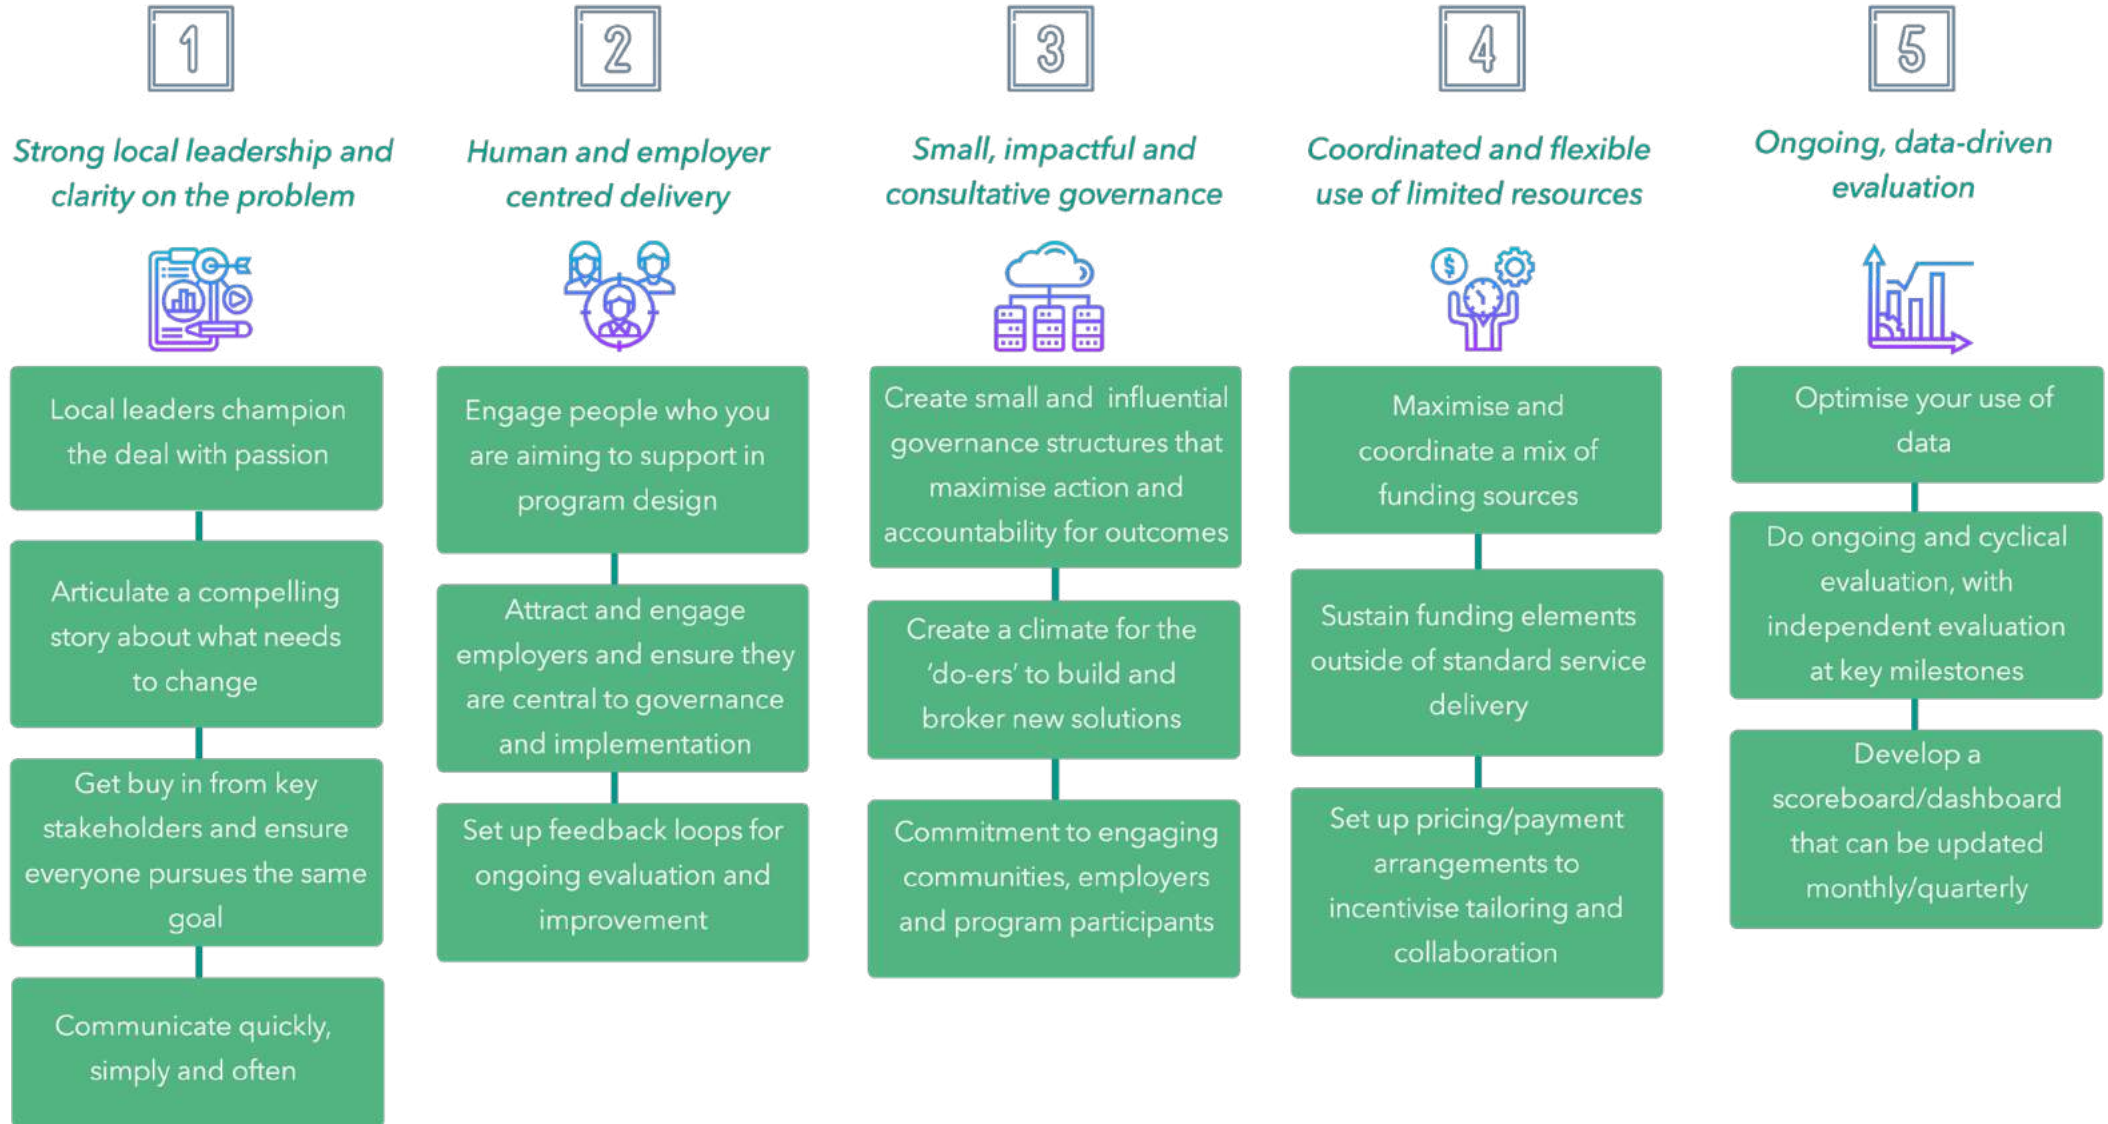 1
Strong local leadership and
clarity on the problem
Local leaders champion
the deal with passion
Articulate a compelling
story about what needs
to change
Get buy in from key
stakeholders and ensure
everyone pursues the same
goal
Communicate quickly,
simply and often
2
Human and employer
centred delivery
Engage people who you
are aiming to support in
program design
Attract and engage
employers and ensure they
are central to governance
and implementation
Set up feedback loops for
ongoing evaluation and
improvement
3
Small, impactful and
consultative governance
Create small and influential
governance structures that
maximise action and
accountability for outcomes
Create a climate for the
‘do-ers’ to build and
broker new solutions
Commitment to engaging
communities, employers
and program participants
4
Coordinated and flexible
use of limited resources
$
Maximise and
coordinate a mix of
funding sources
Sustain funding elements
outside of standard service
delivery
Set up pricing/payment
arrangements to
incentivise tailoring and
collaboration
5
Ongoing, data-driven
evaluation
Optimise your use of
data
Do ongoing and cyclical
evaluation, with
independent evaluation
at key milestones
Develop a
scoreboard/dashboard
that can be updated
monthly/quarterly